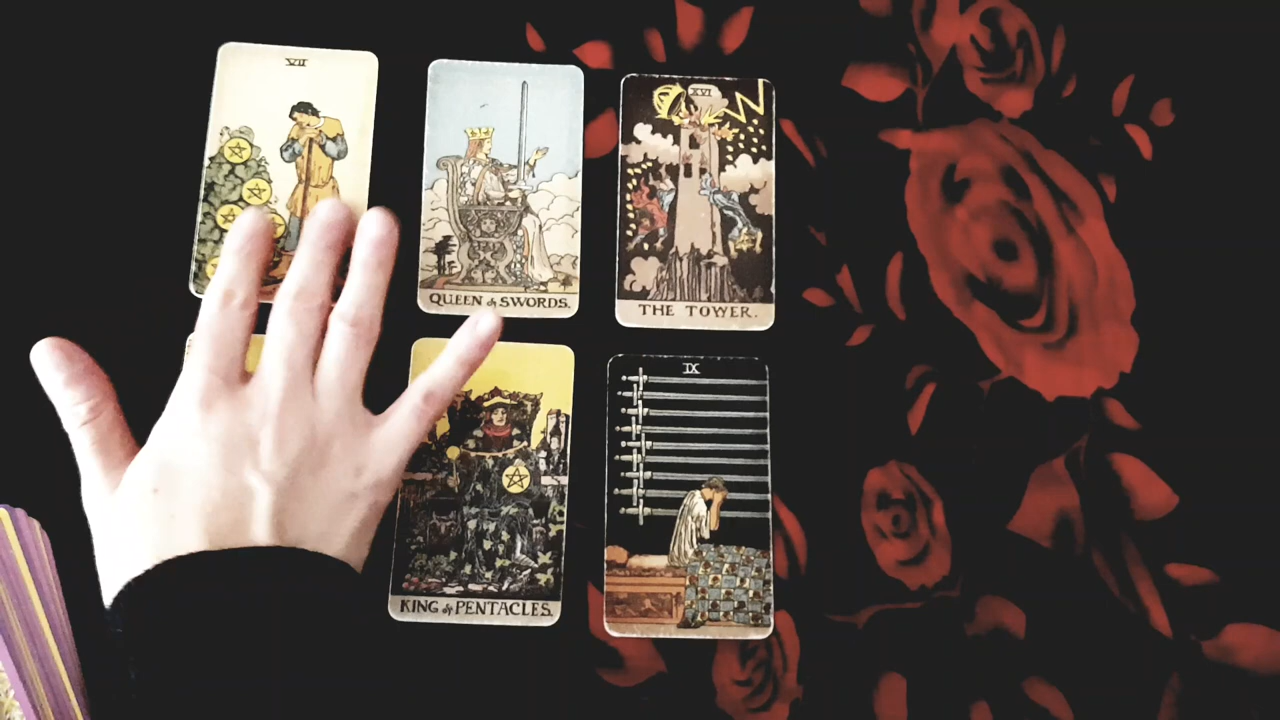 VII
QUEEN of SWORDS.
XVI
THE TOWER.
KING of PENTACLES.
IX